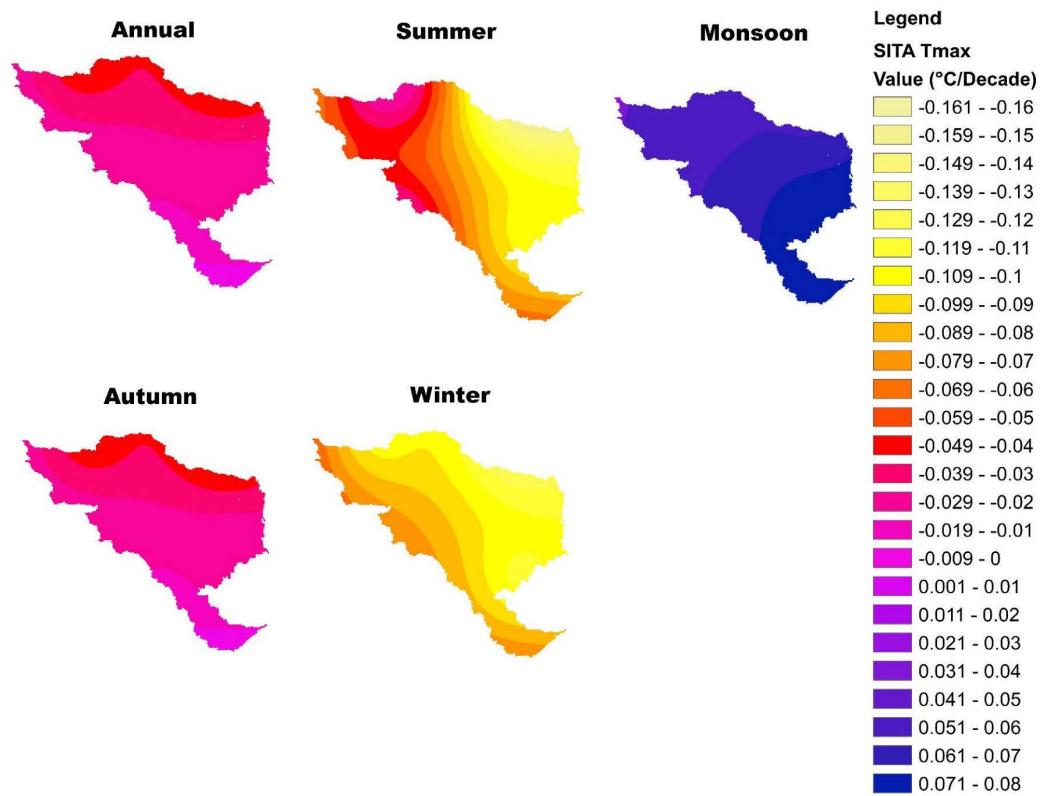 Annual
Summer
Monsoon
Autumn
Winter
Legend
SITA Tmax
Value (°C/Decade)
-0.161 - -0.16
-0.159 - -0.15
-0.149 - -0.14
-0.139 - -0.13
-0.129 - -0.12
-0.119 - -0.11
-0.109 - -0.1
-0.099 - -0.09
-0.089 - -0.08
-0.079 - -0.07
-0.069 - -0.06
-0.059 - -0.05
-0.049 - -0.04
-0.039 - -0.03
-0.029 - -0.02
-0.019 - -0.01
-0.009 - 0
0.001 - 0.01
0.011 - 0.02
0.021 - 0.03
0.031 - 0.04
0.041 - 0.05
0.051 - 0.06
0.061 - 0.07
0.071 - 0.08